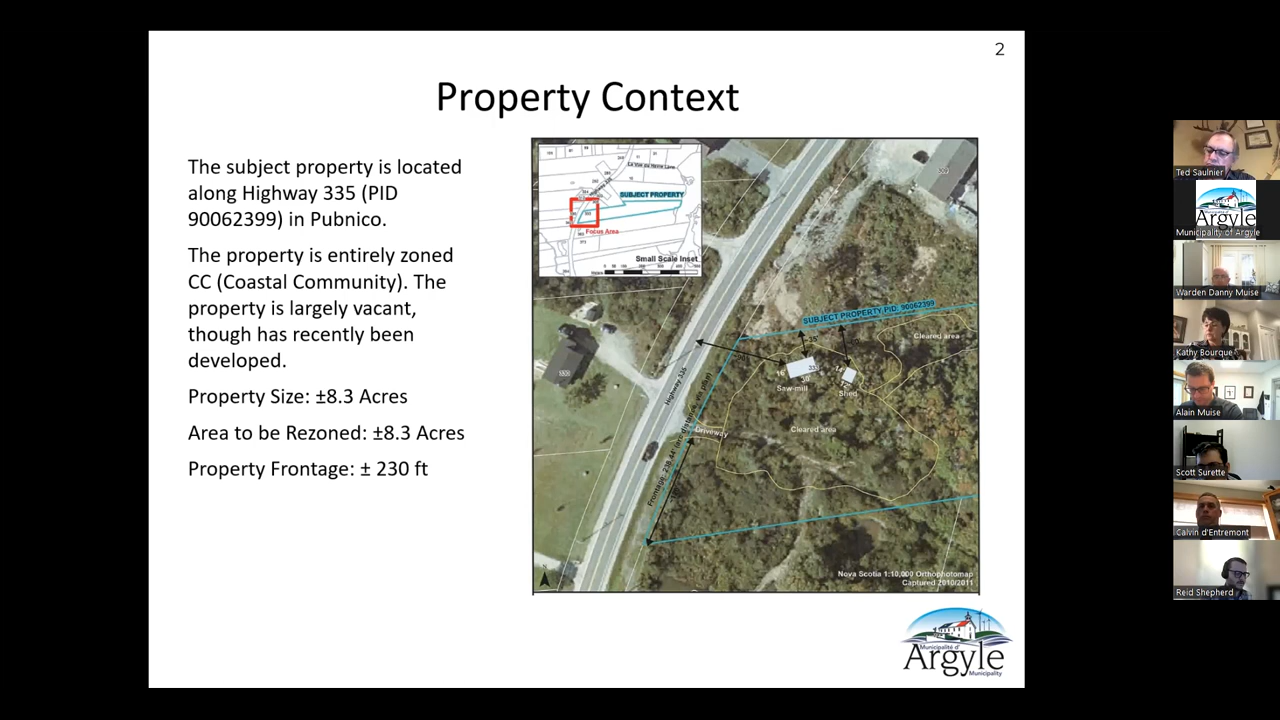 2
Property Context
The subject property is located
along Highway 335 (PID
90062399) in Pubnico.
The property is entirely zoned
CC (Coastal Community). The
property is largely vacant,
though has recently been
developed.
Property Size: ±8.3 Acres
Area to be Rezoned: ±8.3 Acres
Property Frontage: ± 230 ft
SUBJECT PROPERTY
Focus Area
Small Scale Inset
SUBJECT PROPERTY PID: 90062399
Cleared area
Saw-mill
Shed
Highway 335
Driveway
Cleared area
Nova Scotia 1:10,000 Orthophotomap
Captured 2010/2011
Municipalité d'
Argyle
Municipality
Ted Saulnier
Argyle
Municipality of Argyle
Warden Danny Muise
Kathy Bourque
Alain Muise
Scott Surette
Calvin d'Entremont
Reid Shepherd